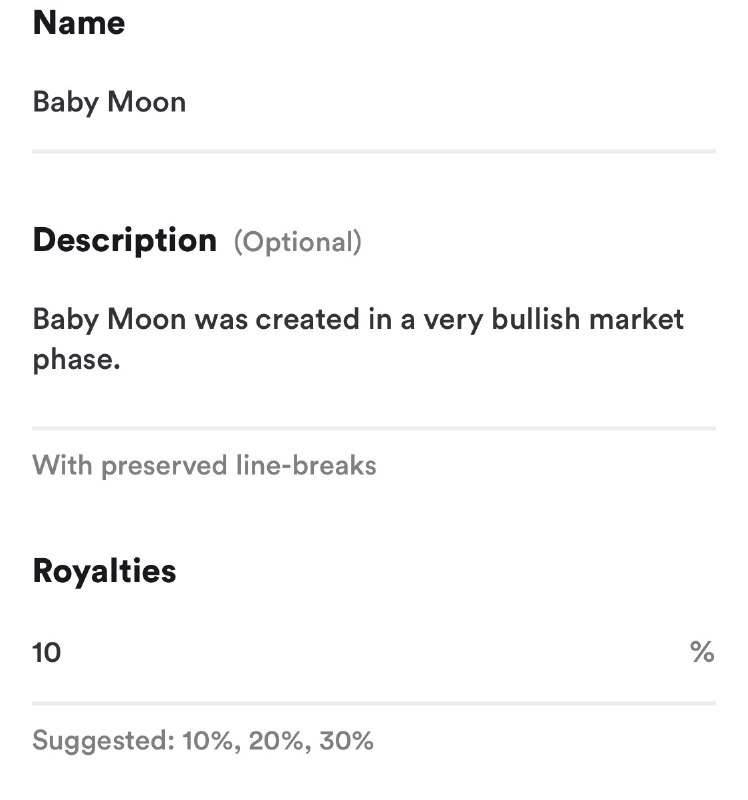 Name
Baby Moon
Description (Optional)
Baby Moon was created in a very bullish market
phase.
With preserved line-breaks
Royalties
10 %
Suggested: 10%, 20%, 30%